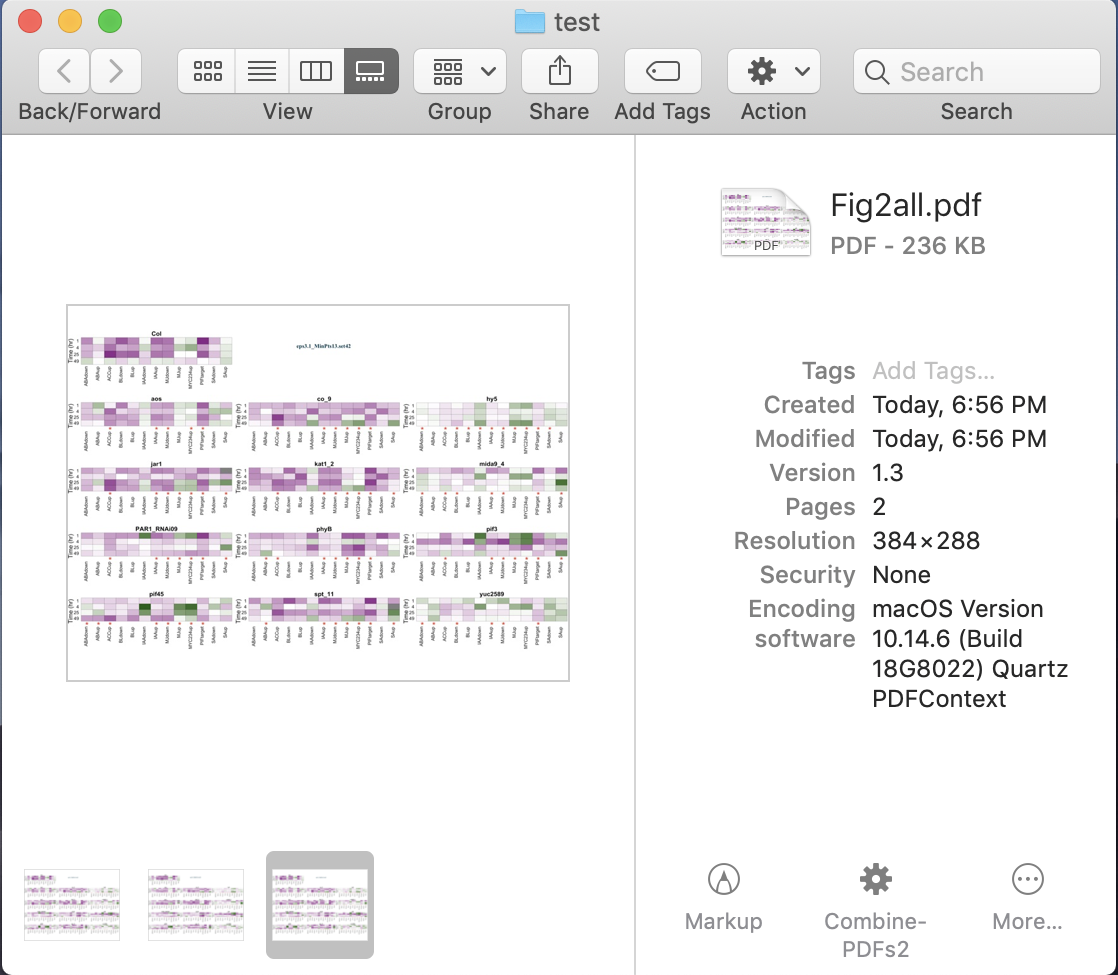 test
Back/Forward
View
Group
Share
Add Tags
Action
Search
Search
PDF
Fig2all.pdf
PDF - 236 KB
Tags Add Tags...
Created Today, 6:56 PM
Modified Today, 6:56 PM
Version 1.3
Pages 2
Resolution 384×288
Security None
Encoding software macOS Version
10.14.6 (Build
18G8022) Quartz
PDFContext
Col
eps3.1_MinPts13.set42
Time (hr)
1
4
25
49
ABAdown ABAup ACCup BLdown BLup IAAdown IAAup MJdown MJup MYC234up PIFtarget SAdown SAup
aos co_9 hy5
jar1 kat1_2 mida9_4
PAR1_RNAi09 phyB pif3
pif45 spt_11 yuc2589
Markup
Combine-
PDFs2
More...